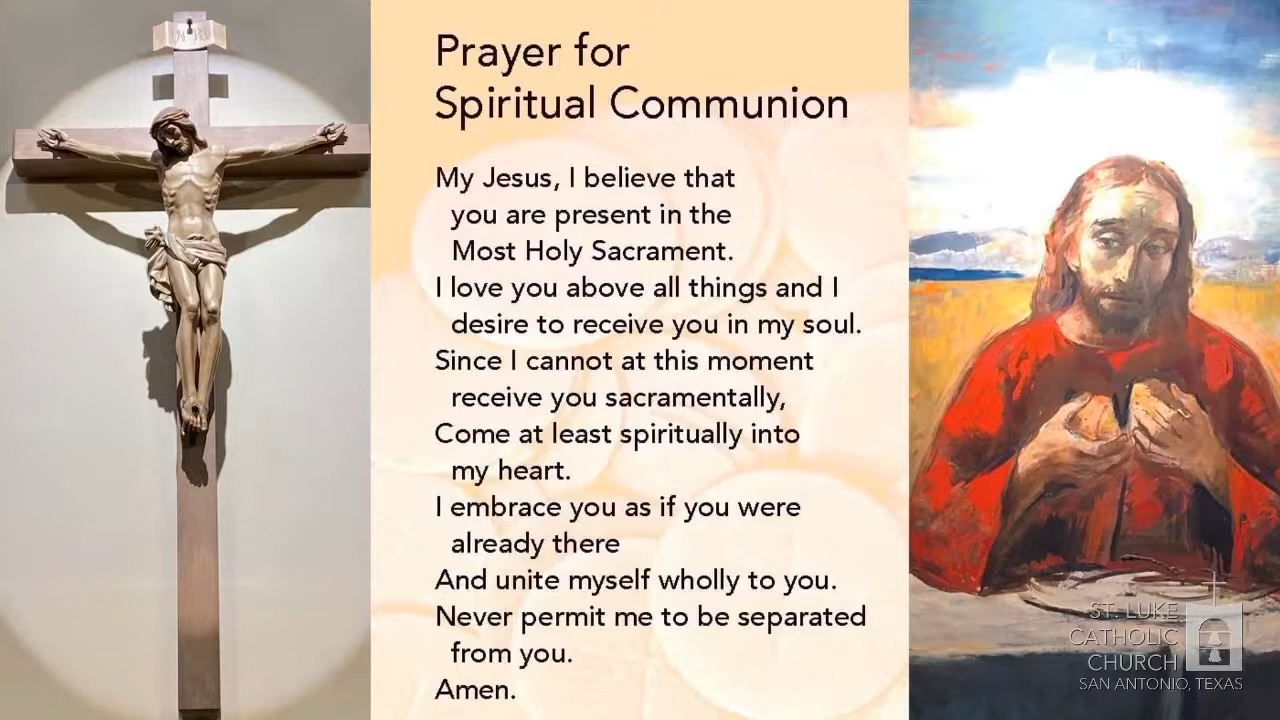 Prayer for
Spiritual Communion
My Jesus, I believe that
you are present in the
Most Holy Sacrament.
I love you above all things and I
desire to receive you in my soul.
Since I cannot at this moment
receive you sacramentally,
Come at least spiritually into
my heart.
I embrace you as if you were
already there
And unite myself wholly to you.
Never permit me to be separated
from you.
Amen.
ST. LUKE
CATHOLIC
CHURCH
SAN ANTONIO, TEXAS